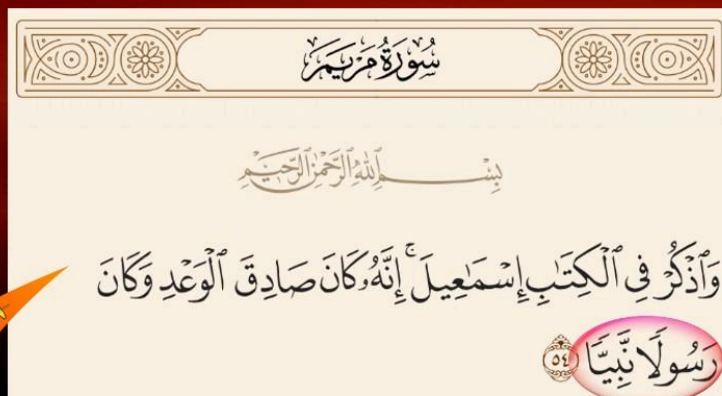 سُورَةُ مَرْيَمَ
بِسْمِ ٱللَّهِ ٱلرَّحْمَٰنِ ٱلرَّحِيمِ
وَٱذْكُرْ فِى ٱلْكِتَٰبِ إِسْمَٰعِيلَ ۚ إِنَّهُۥ كَانَ صَادِقَ ٱلْوَعْدِ وَكَانَ
رَسُولًا نَّبِيًّا ٥٤